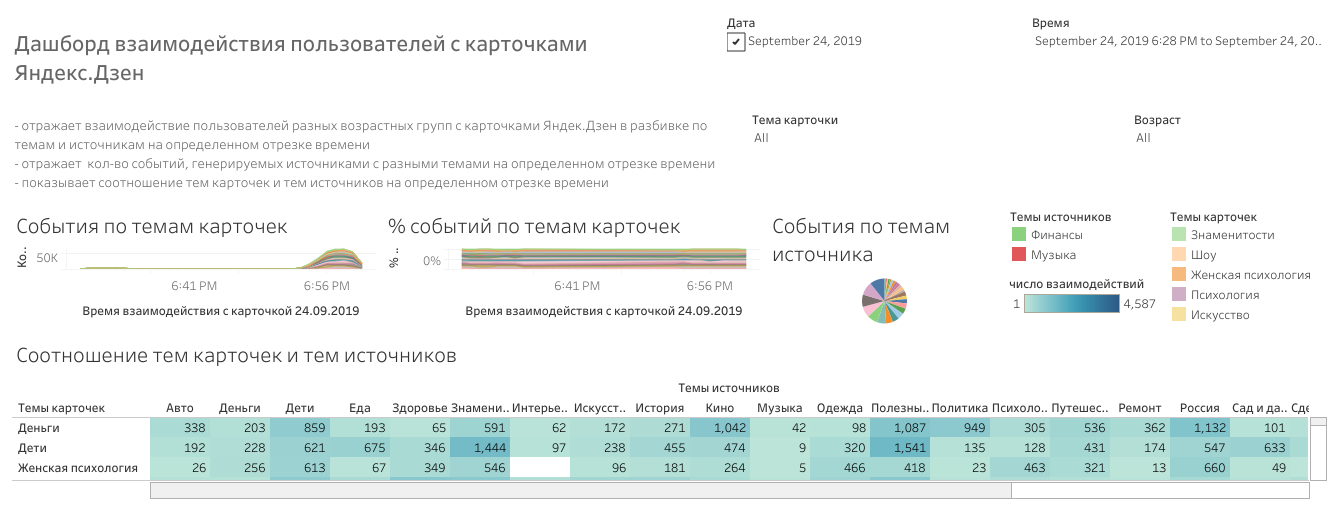 Дашборд взаимодействия пользователей с карточками
Яндекс.Дзен
Дата
September 24, 2019
Время
September 24, 2019 6:28 PM to September 24, 20..
- отражает взаимодействие пользователей разных возрастных групп с карточками Яндек.Дзен в разбивке по
темам и источникам на определенном отрезке времени
- отражает кол-во событий, генерируемых источниками с разными темами на определенном отрезке времени
- показывает соотношение тем карточек и тем источников на определенном отрезке времени
Тема карточки
All
Возраст
All
События по темам карточек
Ко..
50K
6:41 PM 6:56 PM
Время взаимодействия с карточкой 24.09.2019
% событий по темам карточек
% ..
0%
6:41 PM 6:56 PM
Время взаимодействия с карточкой 24.09.2019
События по темам
источника
Темы источников
Финансы
Музыка
число взаимодействий
1 4,587
Темы карточек
Знаменитости
Шоу
Женская психология
Психология
Искусство
Соотношение тем карточек и тем источников
Темы источников
Темы карточек Авто Деньги Дети Еда Здоровье Знамени.. Интерье.. Искусст.. История Кино Музыка Одежда Полезны.. Политика Психоло.. Путешес.. Ремонт Россия Сад и да.. Сде
Деньги 338 203 859 193 65 591 62 172 271 1,042 42 98 1,087 949 305 536 362 1,132 101
Дети 192 228 621 675 346 1,444 97 238 455 474 9 320 1,541 135 128 431 174 547 633
Женская психология 26 256 613 67 349 546 96 181 264 5 466 418 23 463 321 13 660 49